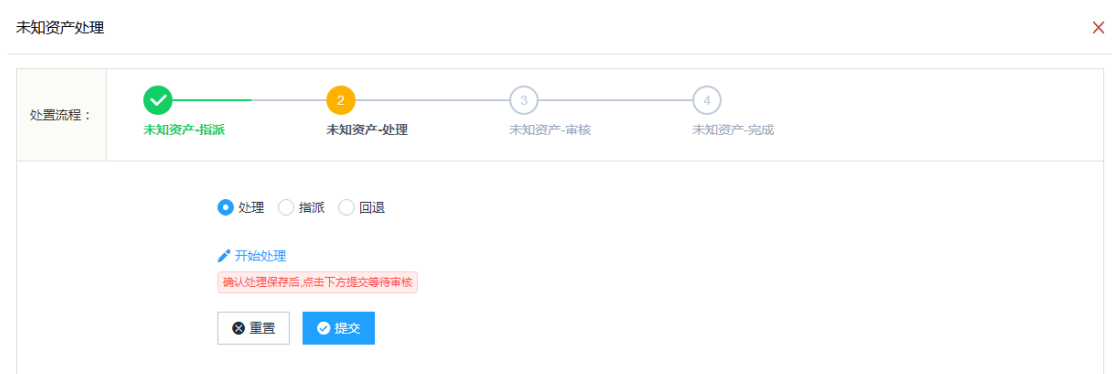 未知资产处理
处置流程：
2
3
4
未知资产-指派
未知资产-处理
未知资产-审核
未知资产-完成
处理 指派 回退
开始处理
确认处理保存后,点击下方提交等待审核
重置 提交